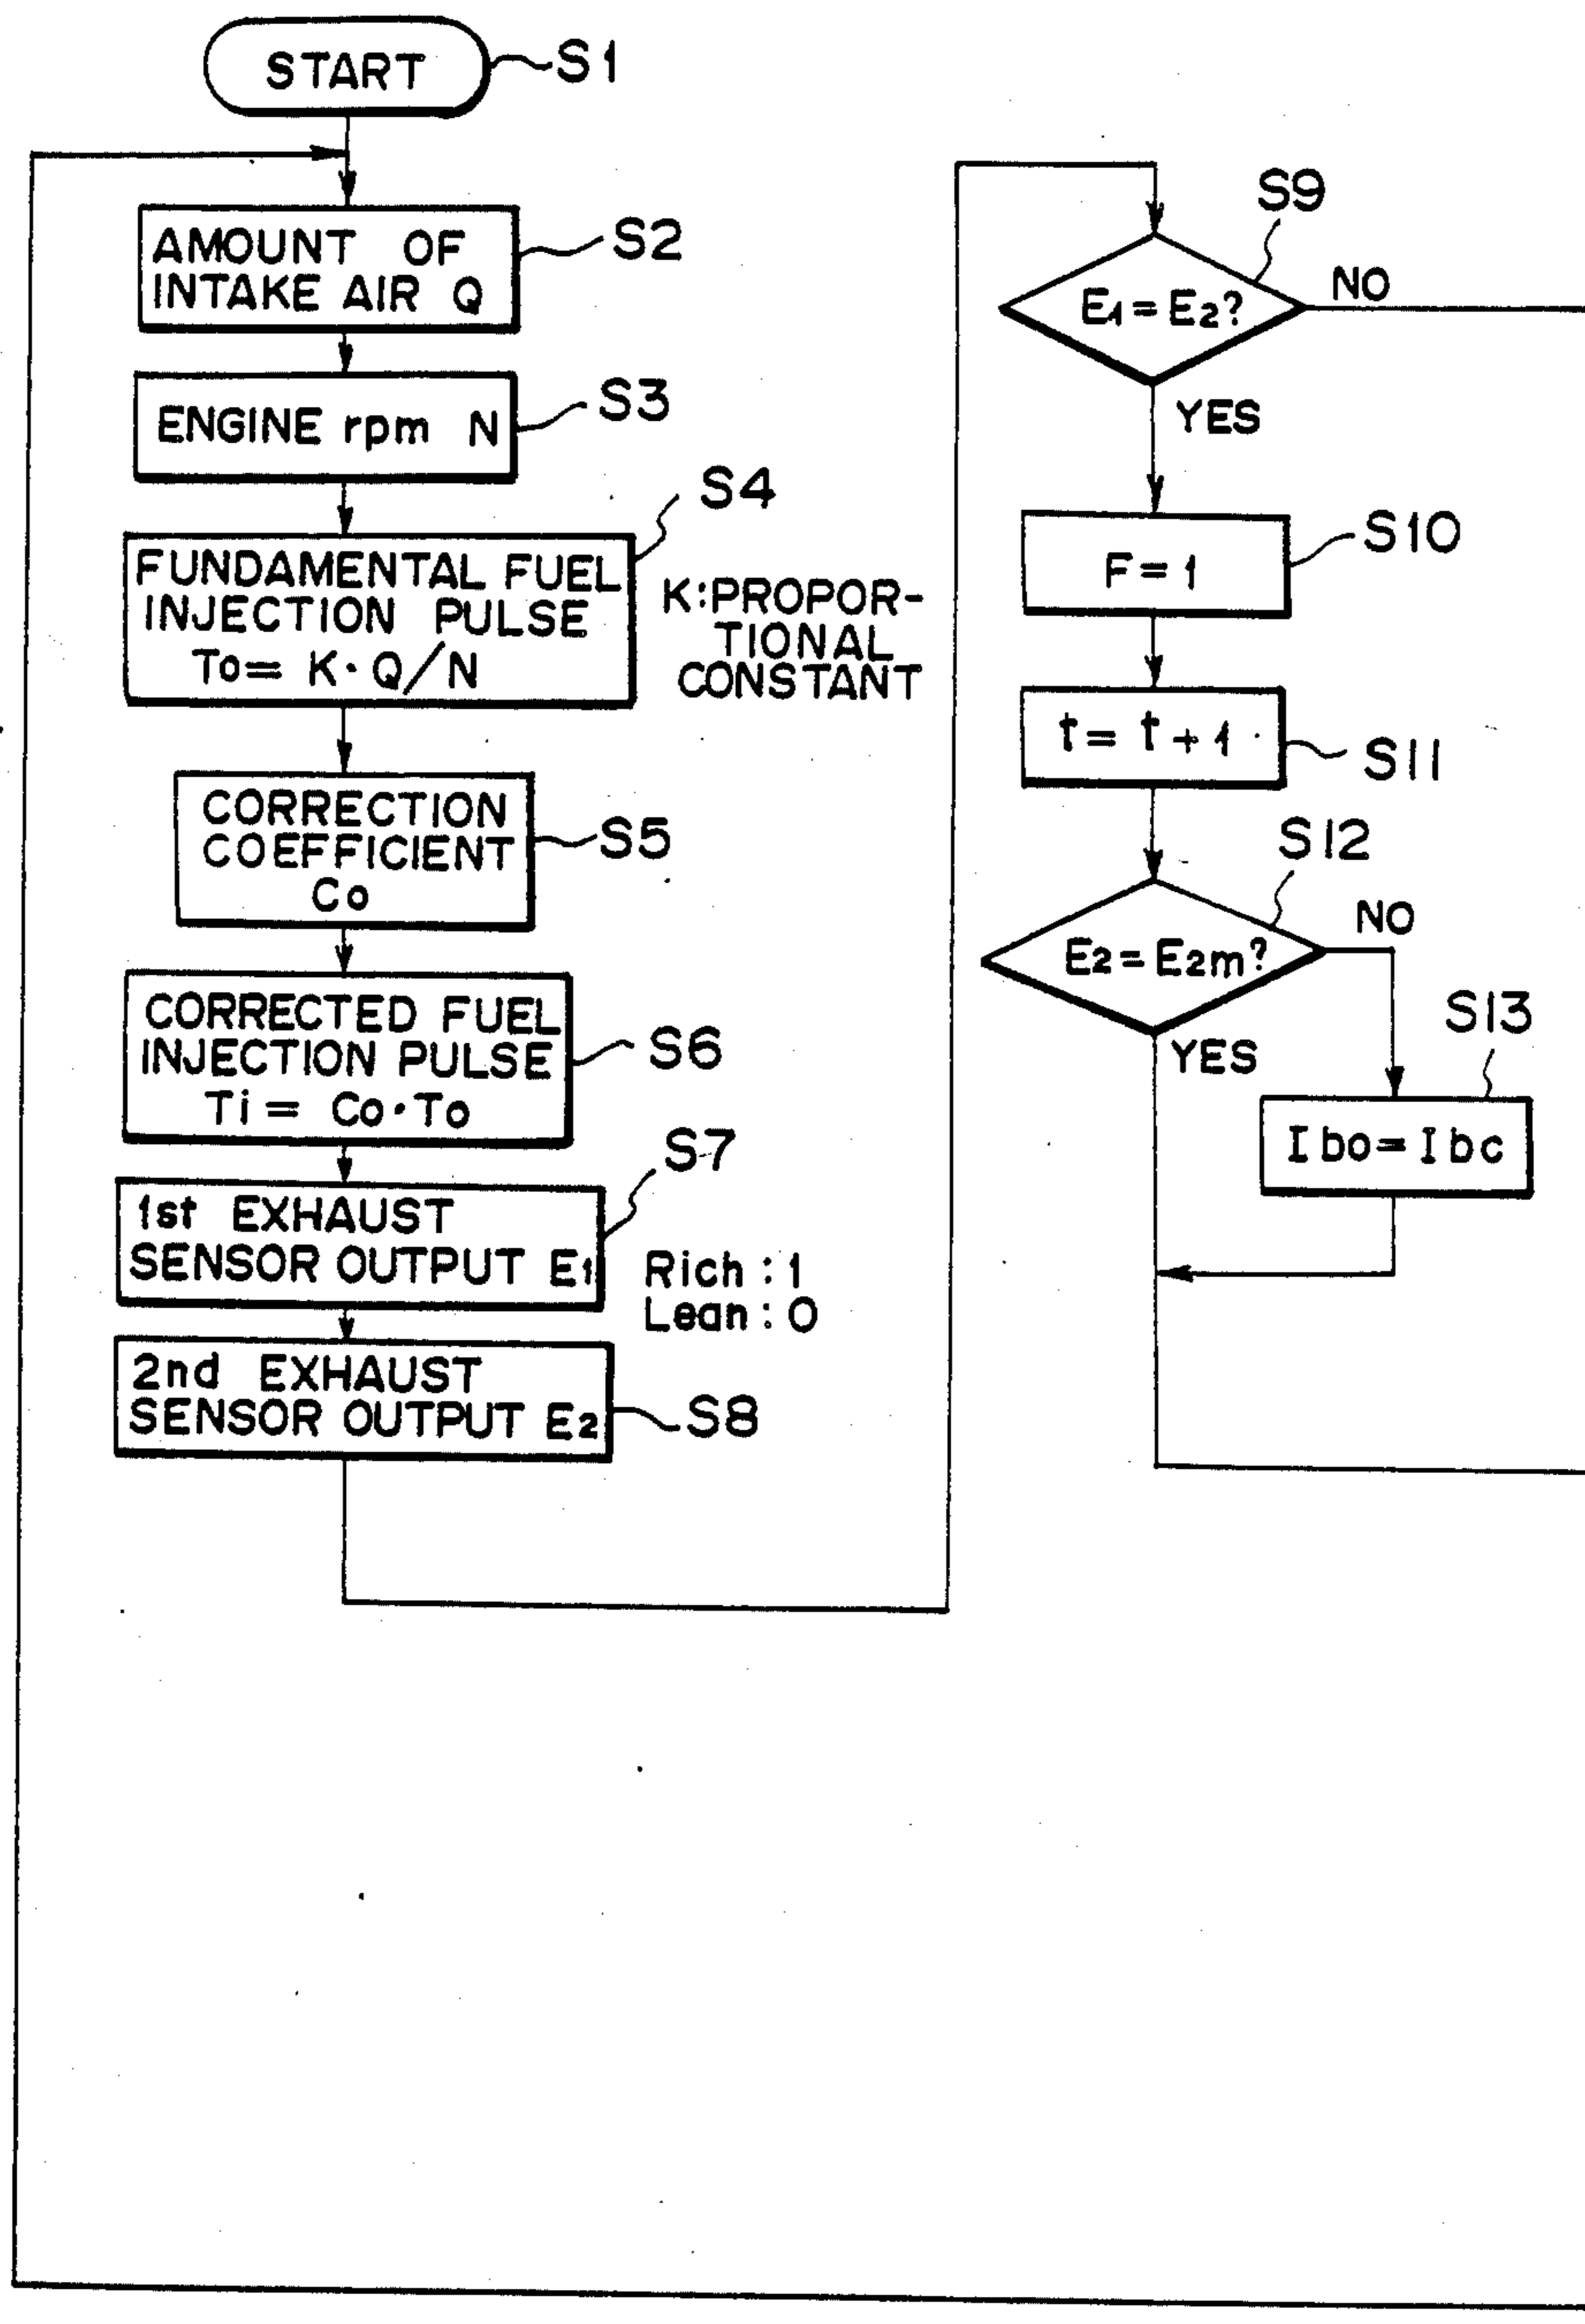 START
S1
AMOUNT OF
INTAKE AIR Q
S2
ENGINE rpm N
S3
FUNDAMENTAL FUEL
INJECTION PULSE
To = K·Q/N
S4
K:PROPOR-
TIONAL
CONSTANT
CORRECTION
COEFFICIENT
Co
S5
CORRECTED FUEL
INJECTION PULSE
Ti = Co·To
S6
1st EXHAUST
SENSOR OUTPUT E1
S7
Rich : 1
Lean : 0
2nd EXHAUST
SENSOR OUTPUT E2
S8
S9
E1 = E2?
NO
YES
F = 1
S10
t = t + 1
S11
S12
E2 = E2m?
NO
YES
S13
Ibo = Ibc